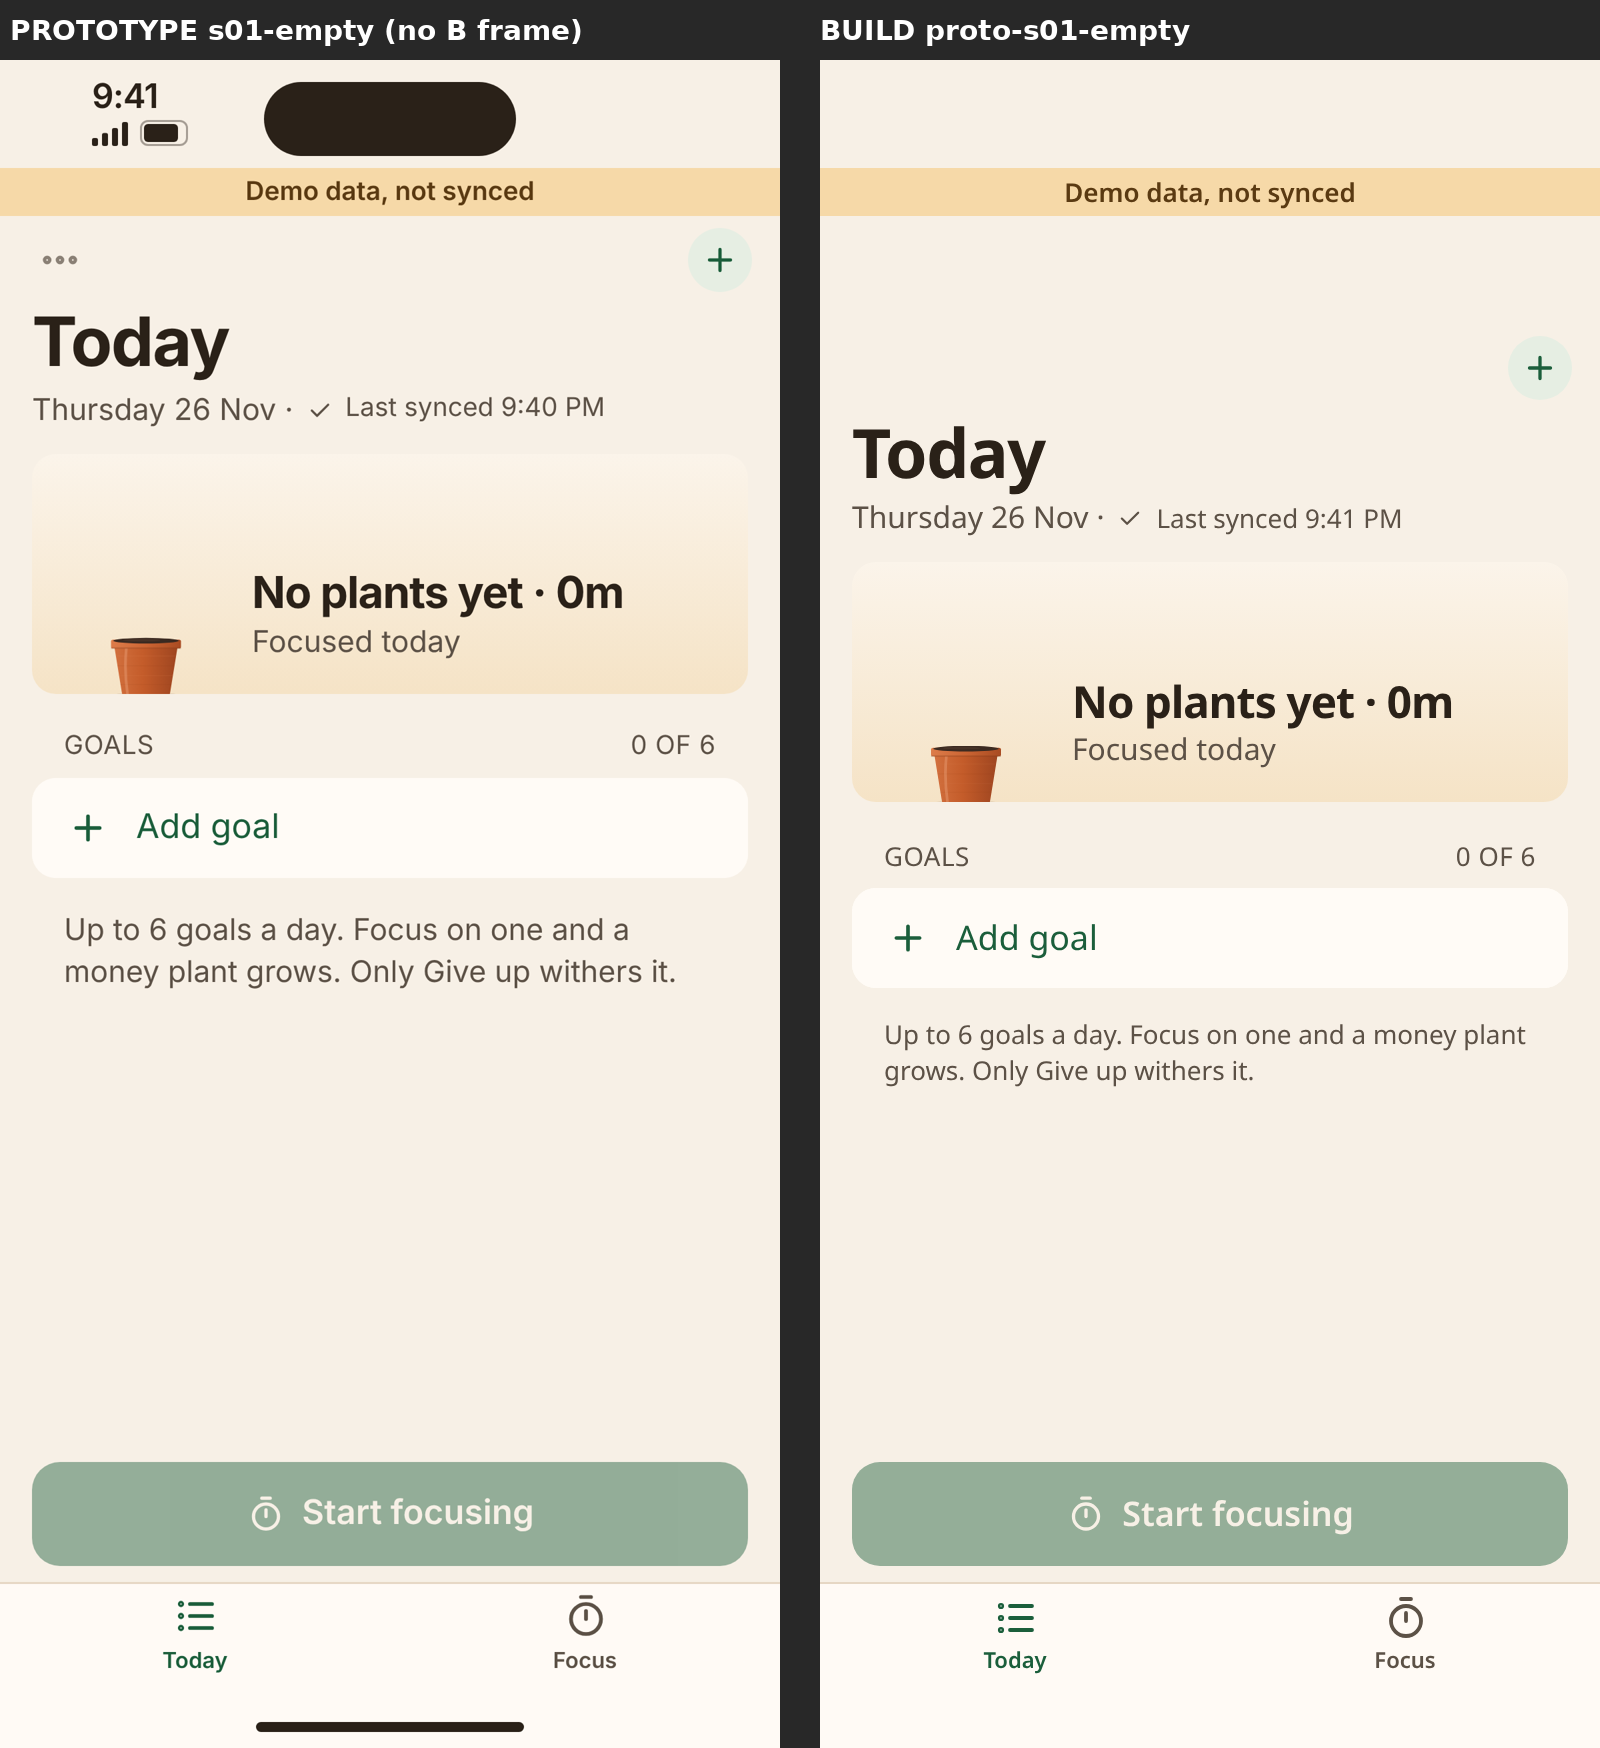 PROTOTYPE s01-empty (no B frame)
9:41
Demo data, not synced
Today
Thursday 26 Nov · Last synced 9:40 PM
No plants yet · 0m
Focused today
GOALS 0 OF 6
Add goal
Up to 6 goals a day. Focus on one and a
money plant grows. Only Give up withers it.
Start focusing
Today Focus
BUILD proto-s01-empty
Demo data, not synced
Today
Thursday 26 Nov · Last synced 9:41 PM
No plants yet · 0m
Focused today
GOALS 0 OF 6
Add goal
Up to 6 goals a day. Focus on one and a money plant
grows. Only Give up withers it.
Start focusing
Today Focus